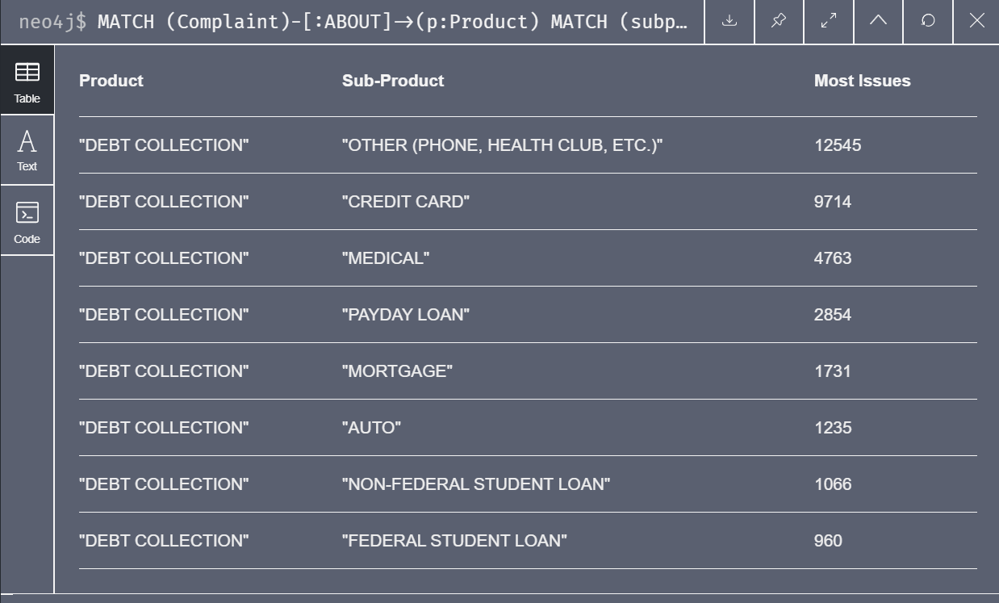 neo4j$ MATCH (Complaint)-[:ABOUT]→(p:Product) MATCH (subp…
Table
Text
Code
Product Sub-Product Most Issues
"DEBT COLLECTION" "OTHER (PHONE, HEALTH CLUB, ETC.)" 12545
"DEBT COLLECTION" "CREDIT CARD" 9714
"DEBT COLLECTION" "MEDICAL" 4763
"DEBT COLLECTION" "PAYDAY LOAN" 2854
"DEBT COLLECTION" "MORTGAGE" 1731
"DEBT COLLECTION" "AUTO" 1235
"DEBT COLLECTION" "NON-FEDERAL STUDENT LOAN" 1066
"DEBT COLLECTION" "FEDERAL STUDENT LOAN" 960